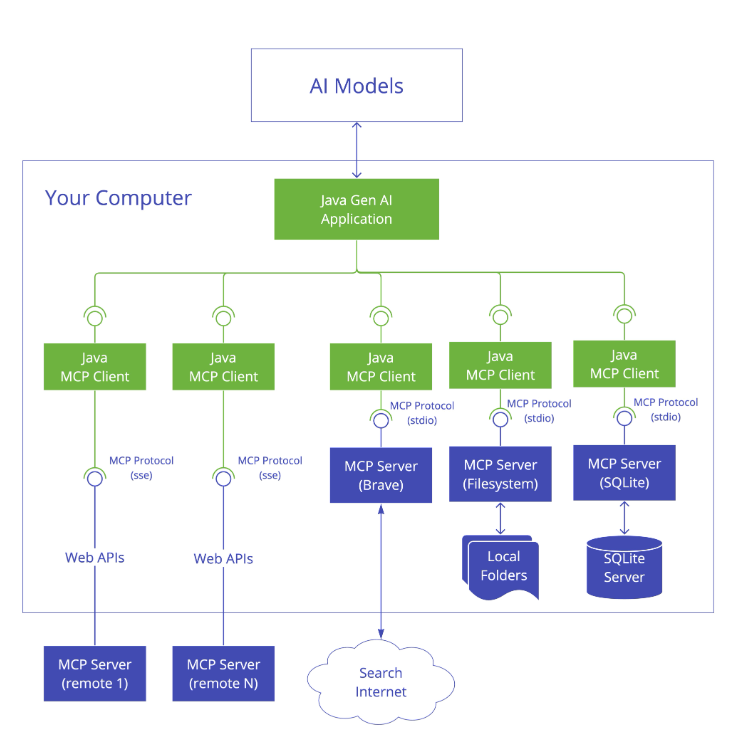 AI Models
Your Computer
Java Gen AI
Application
Java
MCP Client
Java
MCP Client
Java
MCP Client
Java
MCP Client
Java
MCP Client
MCP Protocol
(stdio)
MCP Protocol
(stdio)
MCP Protocol
(stdio)
MCP Protocol
(sse)
MCP Protocol
(sse)
MCP Server
(Brave)
MCP Server
(Filesystem)
MCP Server
(SQLite)
Web APIs
Web APIs
Local
Folders
SQLite
Server
MCP Server
(remote 1)
MCP Server
(remote N)
Search
Internet